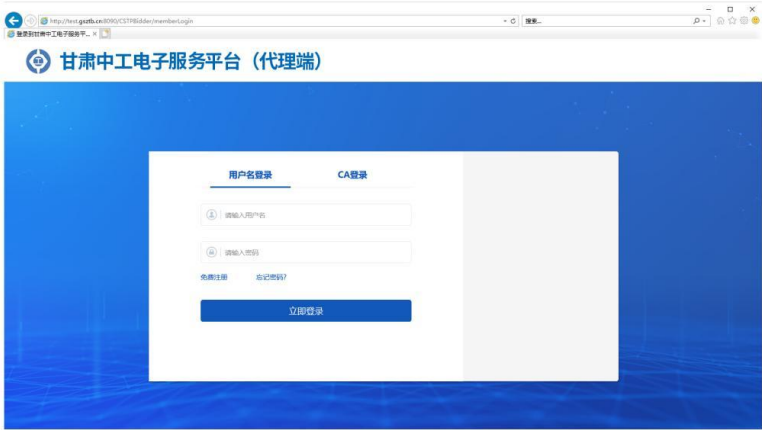 http://test.gsztb.cn:8090/CSTPBidder/memberLogin
搜索...
登录到甘肃中工电子服务平...
甘肃中工电子服务平台（代理端）
用户名登录
CA登录
请输入用户名
请输入密码
免费注册
忘记密码?
立即登录